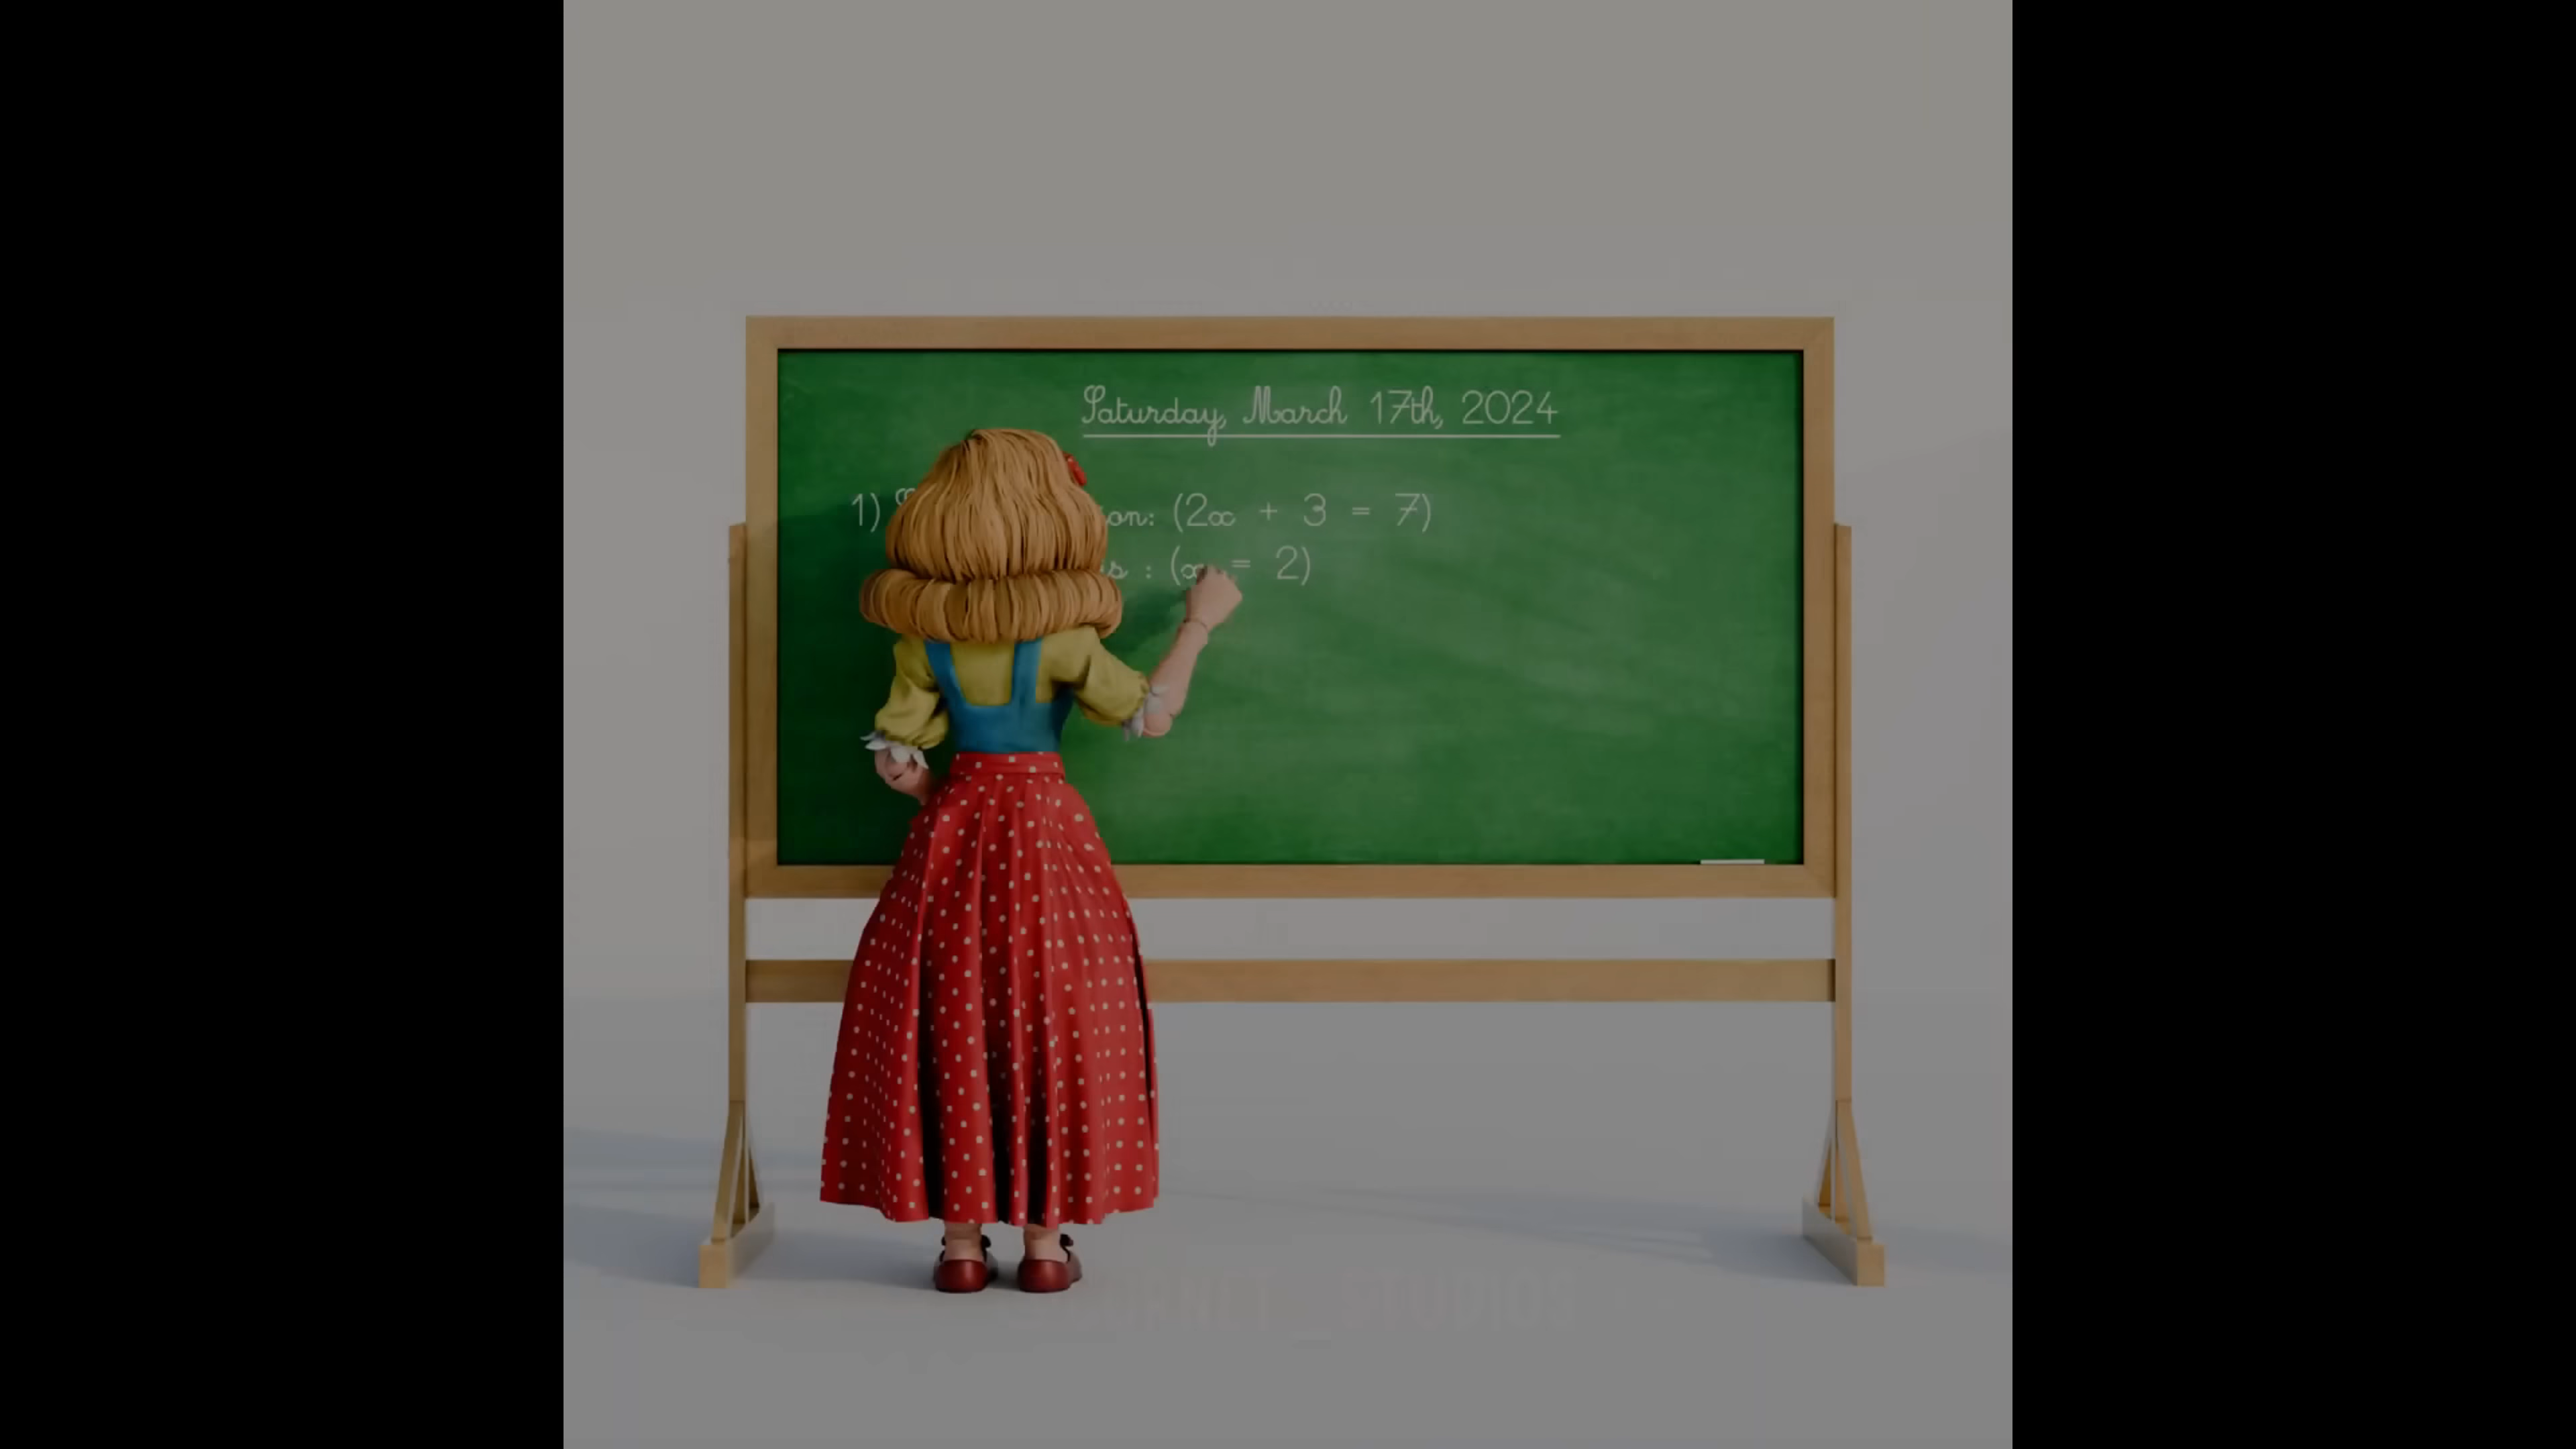 Saturday, March 17th, 2024
1) on: (2x + 3 = 7)
s : (x = 2)